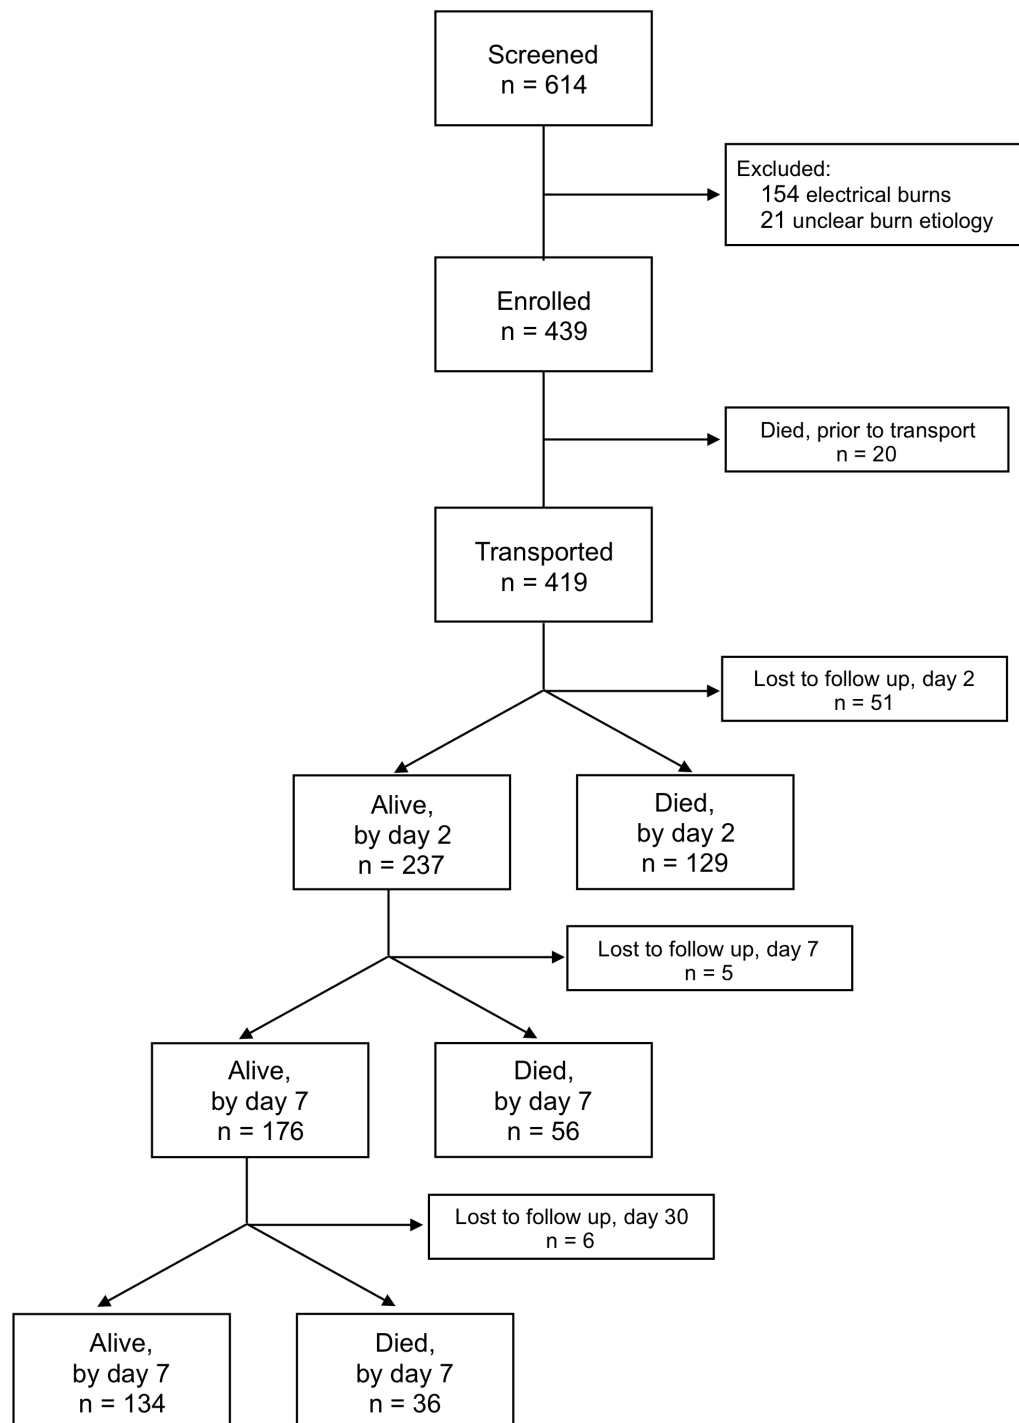 Screened
n = 614
Excluded:
154 electrical burns
21 unclear burn etiology
Enrolled
n = 439
Died, prior to transport
n = 20
Transported
n = 419
Lost to follow up, day 2
n = 51
Alive,
by day 2
n = 237
Died,
by day 2
n = 129
Lost to follow up, day 7
n = 5
Alive,
by day 7
n = 176
Died,
by day 7
n = 56
Lost to follow up, day 30
n = 6
Alive,
by day 7
n = 134
Died,
by day 7
n = 36